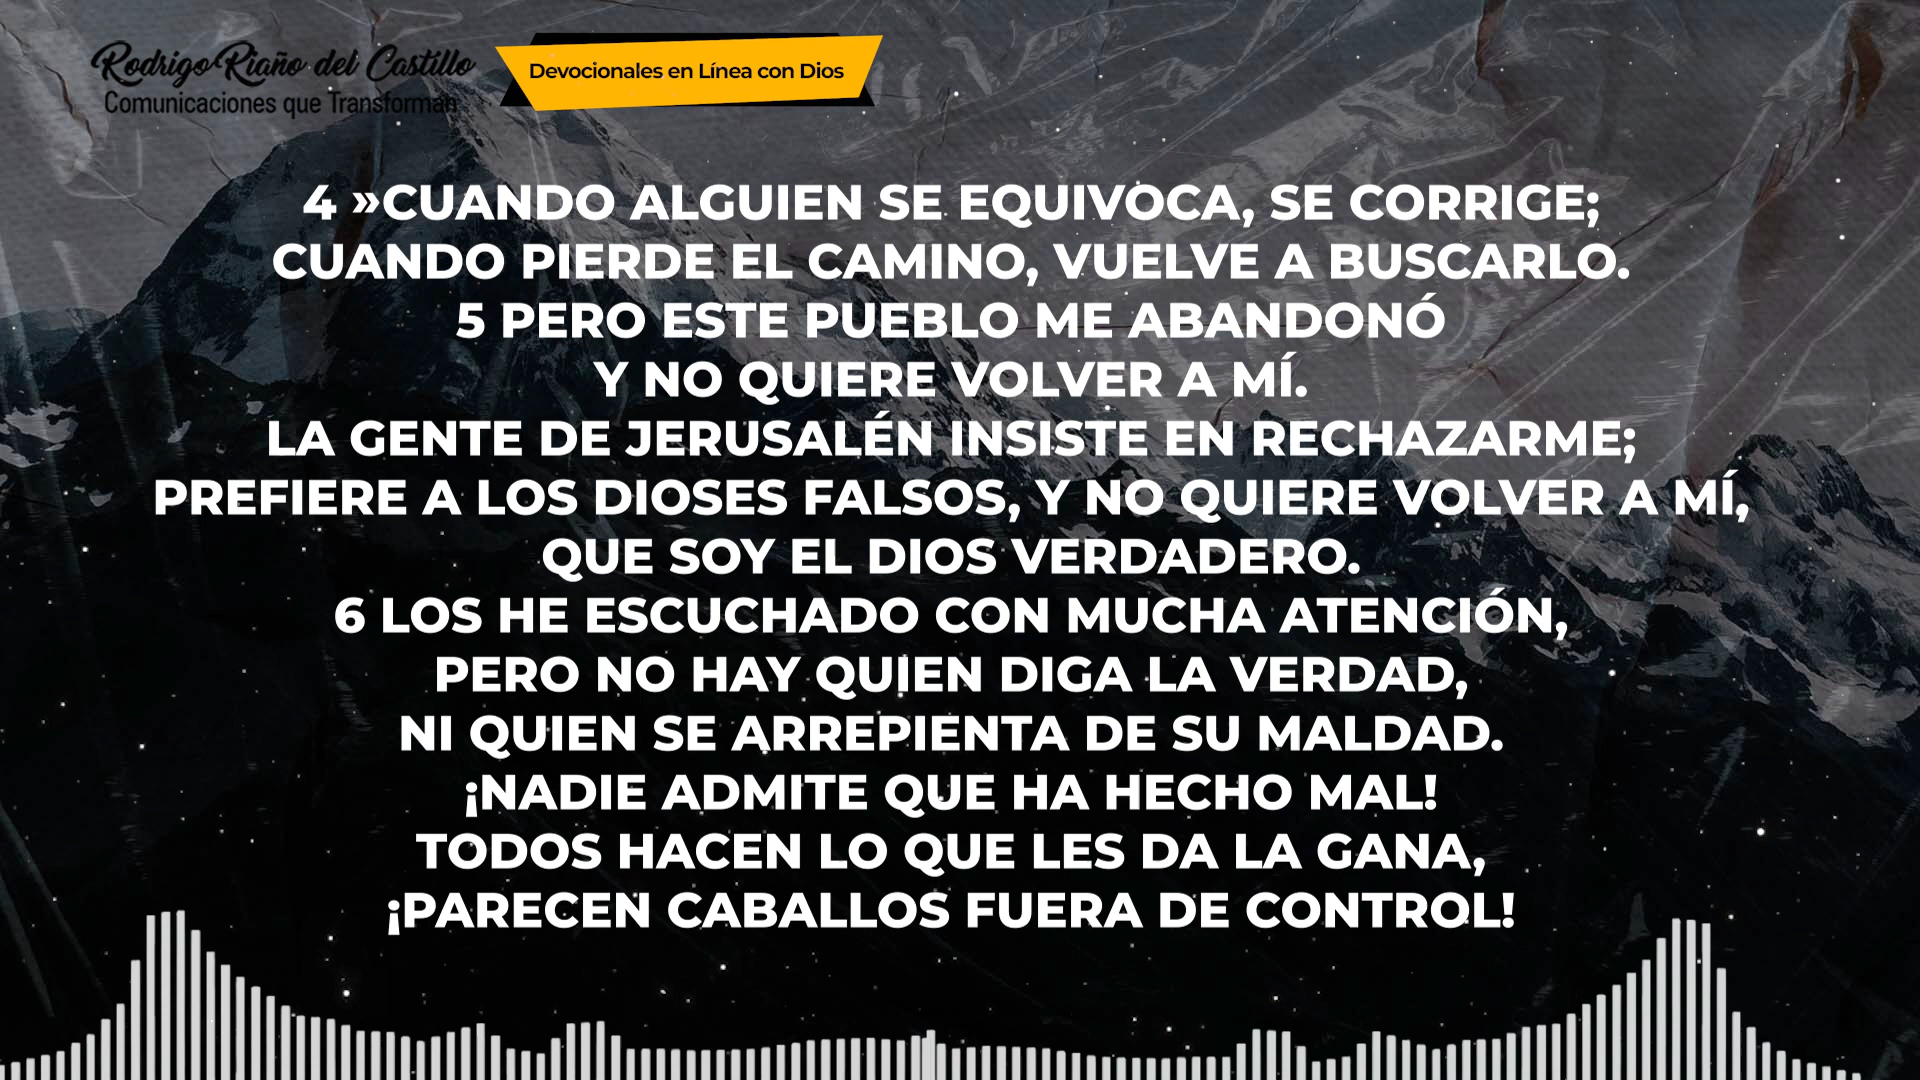 Rodrigo Riaño del Castillo
Comunicaciones que Transforman
Devocionales en Línea con Dios
4 »CUANDO ALGUIEN SE EQUIVOCA, SE CORRIGE;
CUANDO PIERDE EL CAMINO, VUELVE A BUSCARLO.
5 PERO ESTE PUEBLO ME ABANDONÓ
Y NO QUIERE VOLVER A MÍ.
LA GENTE DE JERUSALÉN INSISTE EN RECHAZARME;
PREFIERE A LOS DIOSES FALSOS, Y NO QUIERE VOLVER A MÍ,
QUE SOY EL DIOS VERDADERO.
6 LOS HE ESCUCHADO CON MUCHA ATENCIÓN,
PERO NO HAY QUIEN DIGA LA VERDAD,
NI QUIEN SE ARREPIENTA DE SU MALDAD.
¡NADIE ADMITE QUE HA HECHO MAL!
TODOS HACEN LO QUE LES DA LA GANA,
¡PARECEN CABALLOS FUERA DE CONTROL!